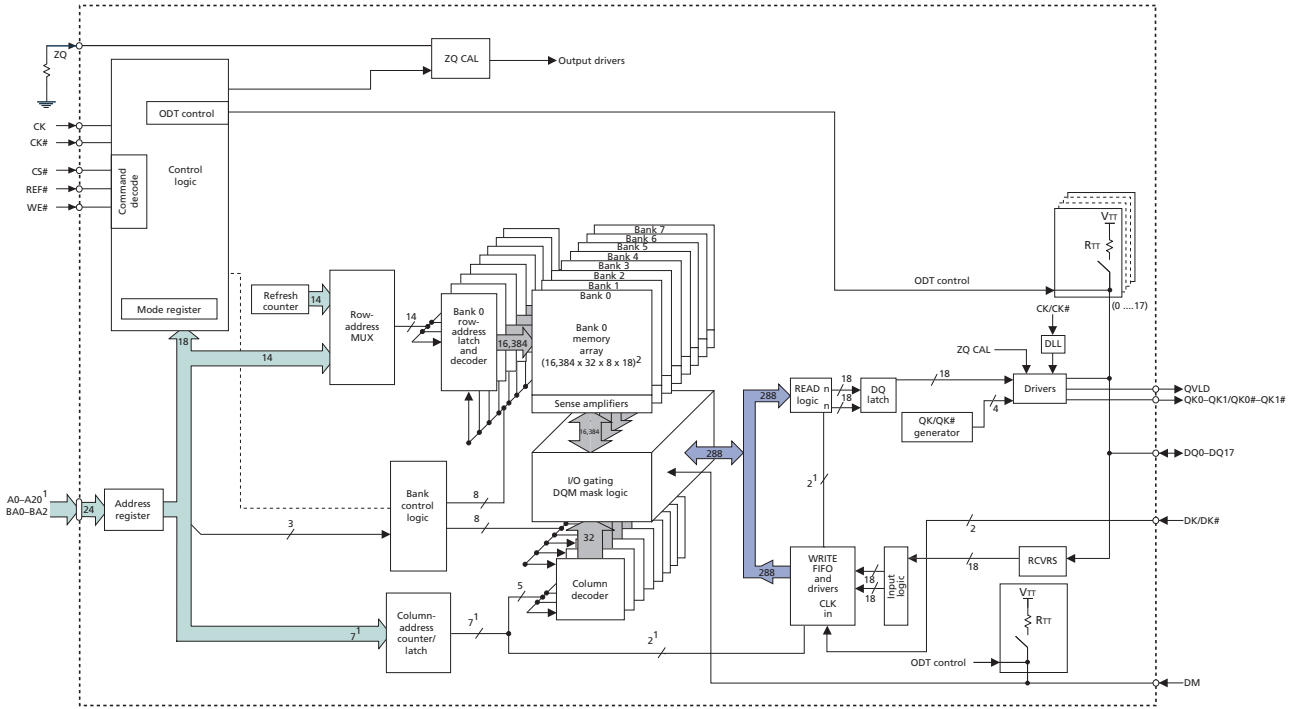 ZQ
ZQ CAL
Output drivers
ODT control
CK
CK#
CS#
REF#
WE#
Command
decode
Control
logic
Mode register
18
Refresh
counter
14
Row-
address
MUX
14
14
Bank 0
row-
address
latch
and
decoder
16,384
Bank 7
Bank 6
Bank 5
Bank 4
Bank 3
Bank 2
Bank 1
Bank 0
Bank 0
memory
array
(16,384 x 32 x 8 x 18)2
Sense amplifiers
16,384
I/O gating
DQM mask logic
32
Column
decoder
5
A0–A201
BA0–BA2
24
Address
register
3
Bank
control
logic
8
8
Column-
address
counter/
latch
71
71
21
288
288
288
READ
logic
n
n
18
18
DQ
latch
18
21
QK/QK#
generator
4
ZQ CAL
CK/CK#
DLL
Drivers
ODT control
VTT
RTT
(0 ....17)
QVLD
QK0–QK1/QK0#–QK1#
DQ0–DQ17
DK/DK#
2
WRITE
FIFO
and
drivers
CLK
in
18
18
Input
logic
18
RCVRS
VTT
RTT
ODT control
DM